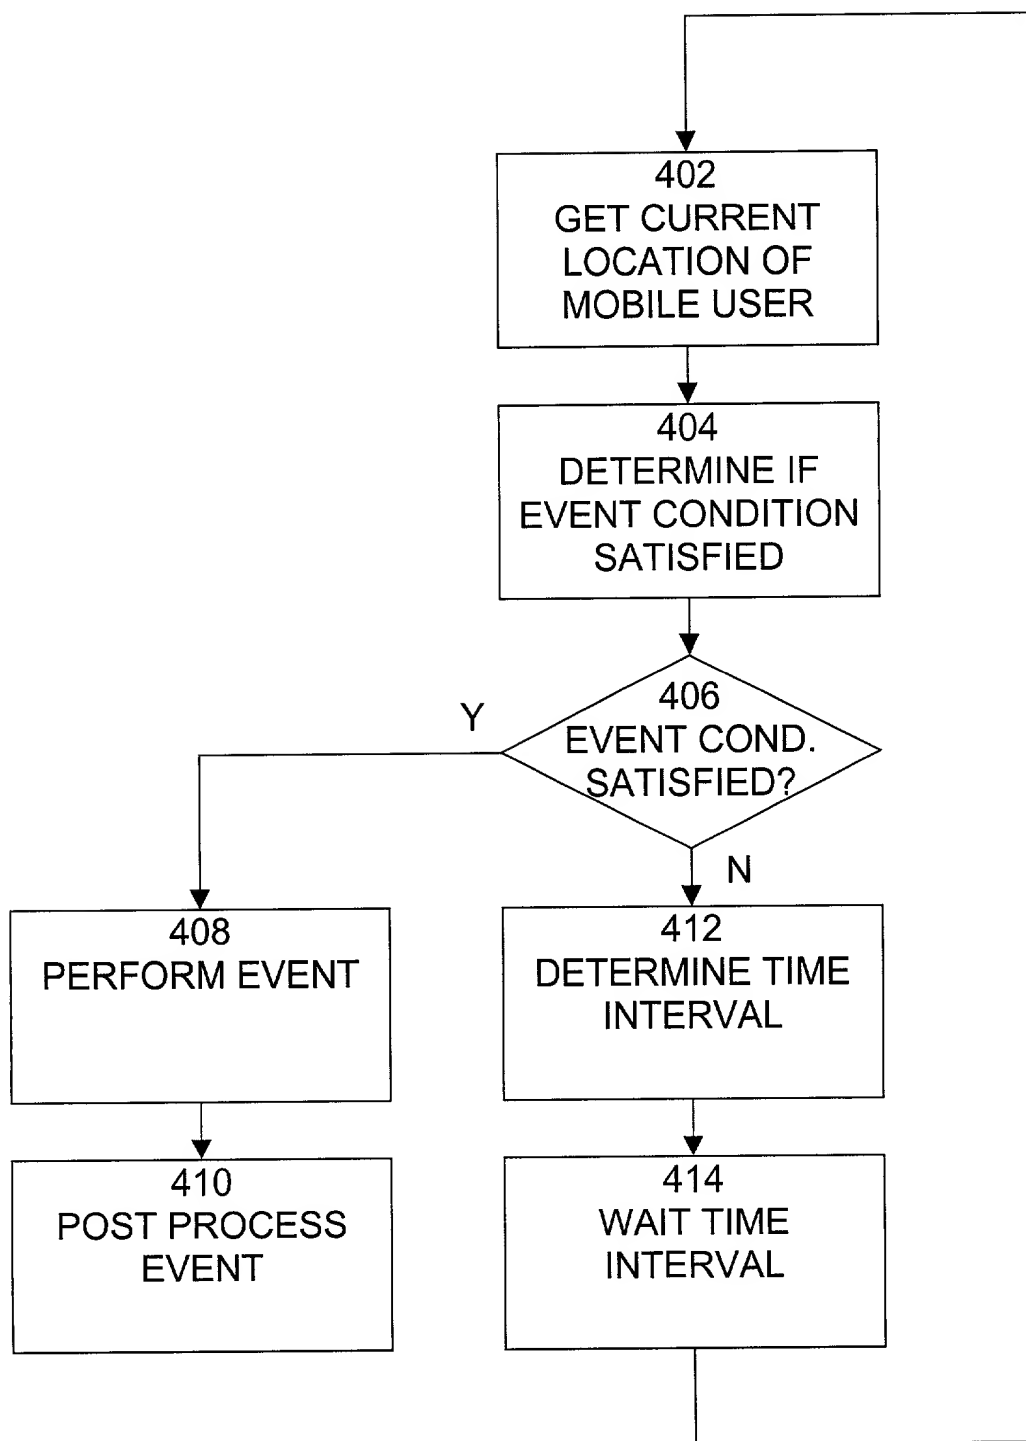 402
GET CURRENT
LOCATION OF
MOBILE USER
404
DETERMINE IF
EVENT CONDITION
SATISFIED
406
EVENT COND.
SATISFIED?
Y
N
408
PERFORM EVENT
412
DETERMINE TIME
INTERVAL
410
POST PROCESS
EVENT
414
WAIT TIME
INTERVAL